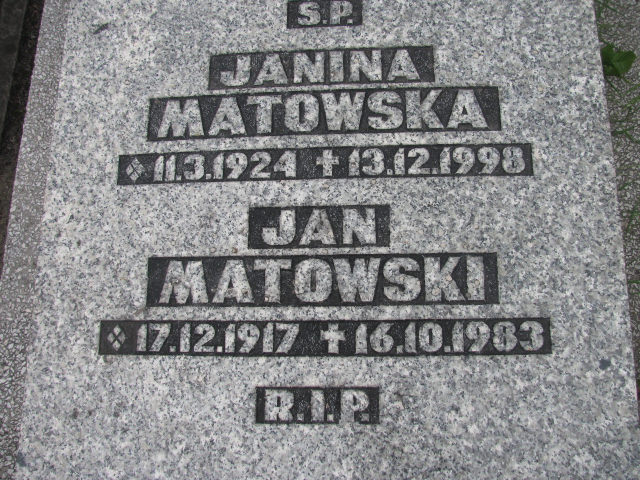 S.P.
JANINA
MATOWSKA
11.3.1924 ✝13.12.1998
JAN
MATOWSKI
17.12.1917 ✝16.10.1983
R.I.P.